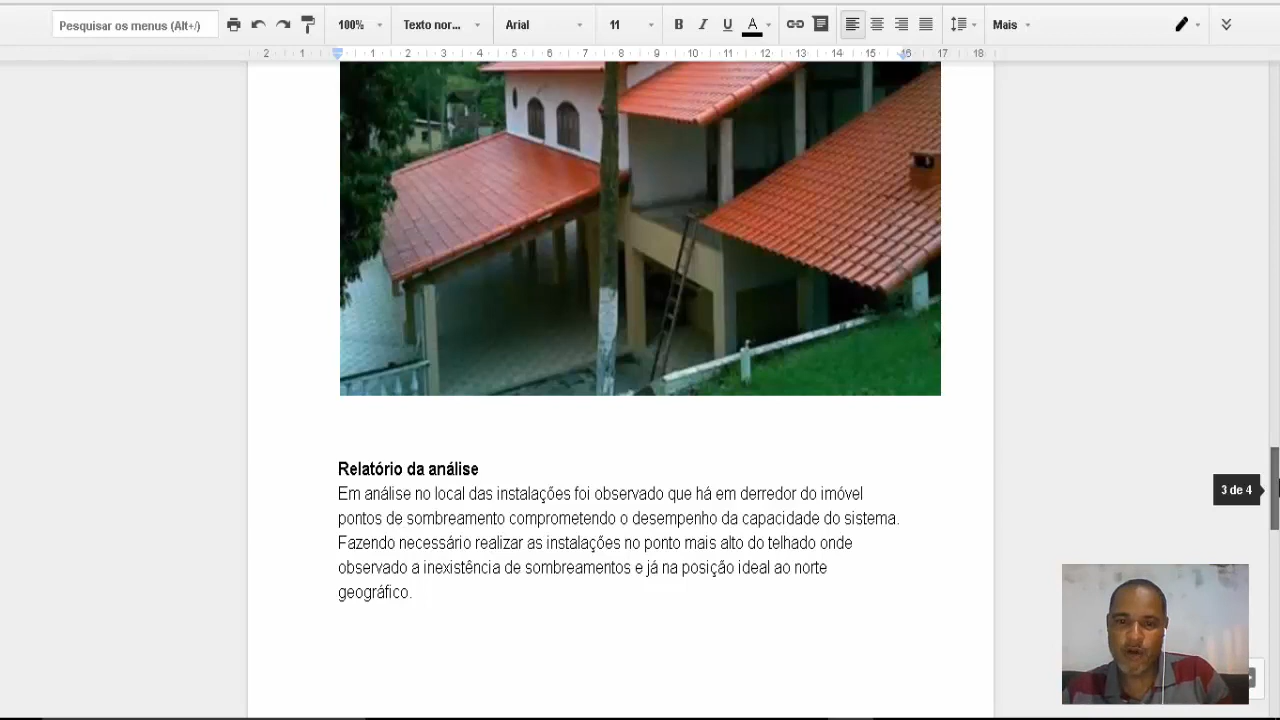 Pesquisar os menus (Alt+/)
100%
Texto nor...
Arial
11
B
I
U
A
Mais
2 1 1 2 3 4 5 6 7 8 9 10 11 12 13 14 15 16 17 18
Relatório da análise
Em análise no local das instalações foi observado que há em derredor do imóvel
pontos de sombreamento comprometendo o desempenho da capacidade do sistema.
Fazendo necessário realizar as instalações no ponto mais alto do telhado onde
observado a inexistência de sombreamentos e já na posição ideal ao norte
geográfico.
3 de 4